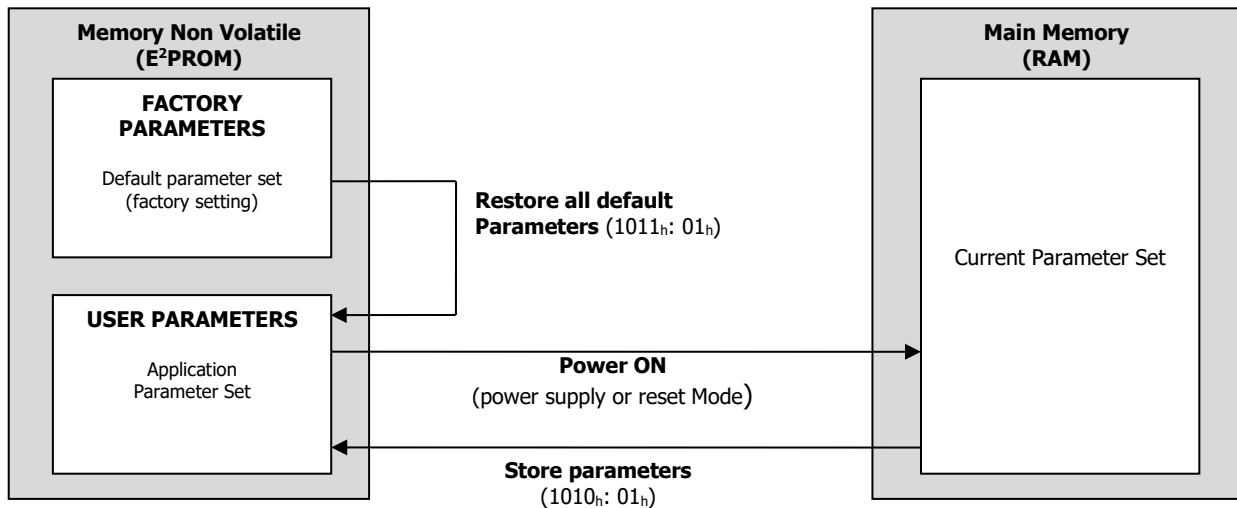 Memory Non Volatile
(E²PROM)
FACTORY
PARAMETERS
Default parameter set
(factory setting)
USER PARAMETERS
Application
Parameter Set
Restore all default
Parameters (1011ₕ: 01ₕ)
Power ON
(power supply or reset Mode)
Store parameters
(1010ₕ: 01ₕ)
Main Memory
(RAM)
Current Parameter Set